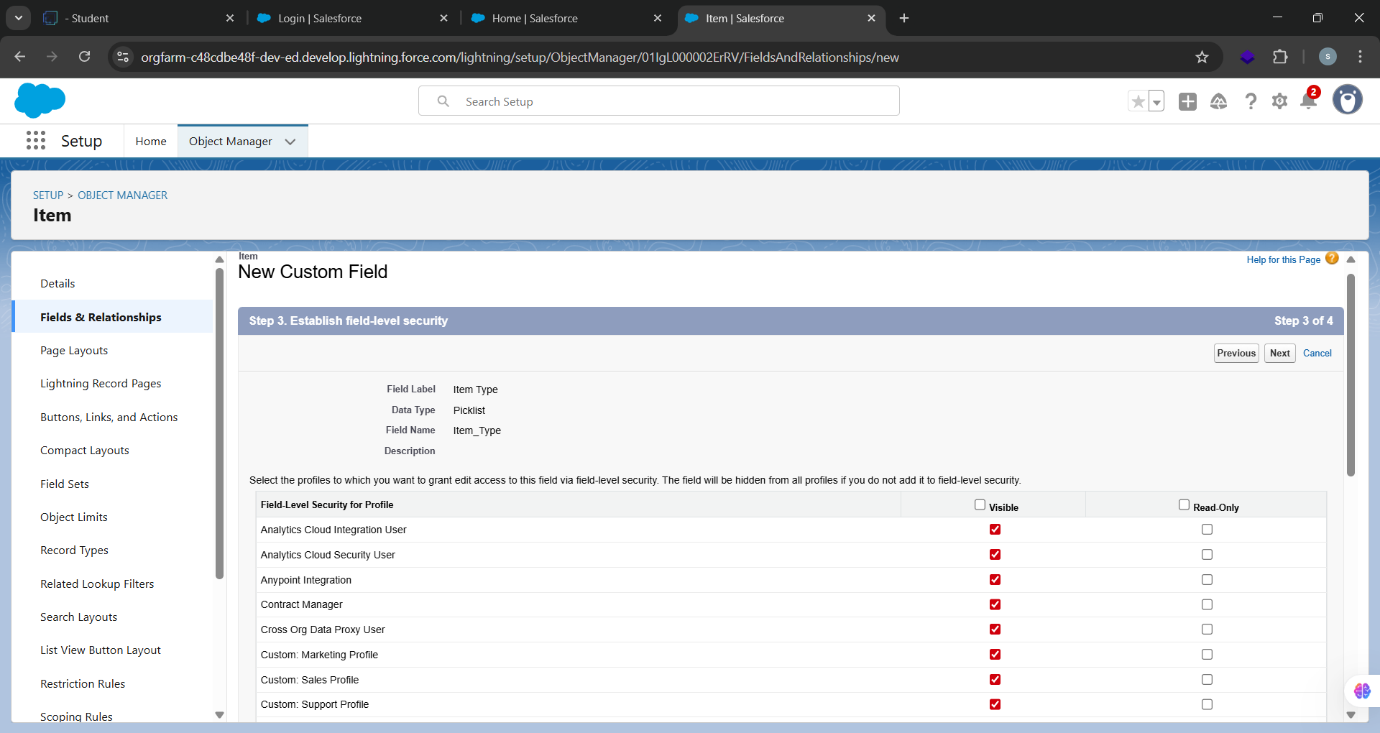 - Student
Login | Salesforce
Home | Salesforce
Item | Salesforce
orgfarm-c48cdbe48f-dev-ed.develop.lightning.force.com/lightning/setup/ObjectManager/01IgL000002ErRV/FieldsAndRelationships/new
S
Search Setup
2
Setup
Home
Object Manager
SETUP > OBJECT MANAGER
Item
Details
Fields & Relationships
Page Layouts
Lightning Record Pages
Buttons, Links, and Actions
Compact Layouts
Field Sets
Object Limits
Record Types
Related Lookup Filters
Search Layouts
List View Button Layout
Restriction Rules
Scoping Rules
Item
New Custom Field
Help for this Page ?
Step 3. Establish field-level security Step 3 of 4
Previous Next Cancel
Field Label Item Type
Data Type Picklist
Field Name Item_Type
Description
Select the profiles to which you want to grant edit access to this field via field-level security. The field will be hidden from all profiles if you do not add it to field-level security.
Field-Level Security for Profile Visible Read-Only
Analytics Cloud Integration User
Analytics Cloud Security User
Anypoint Integration
Contract Manager
Cross Org Data Proxy User
Custom: Marketing Profile
Custom: Sales Profile
Custom: Support Profile